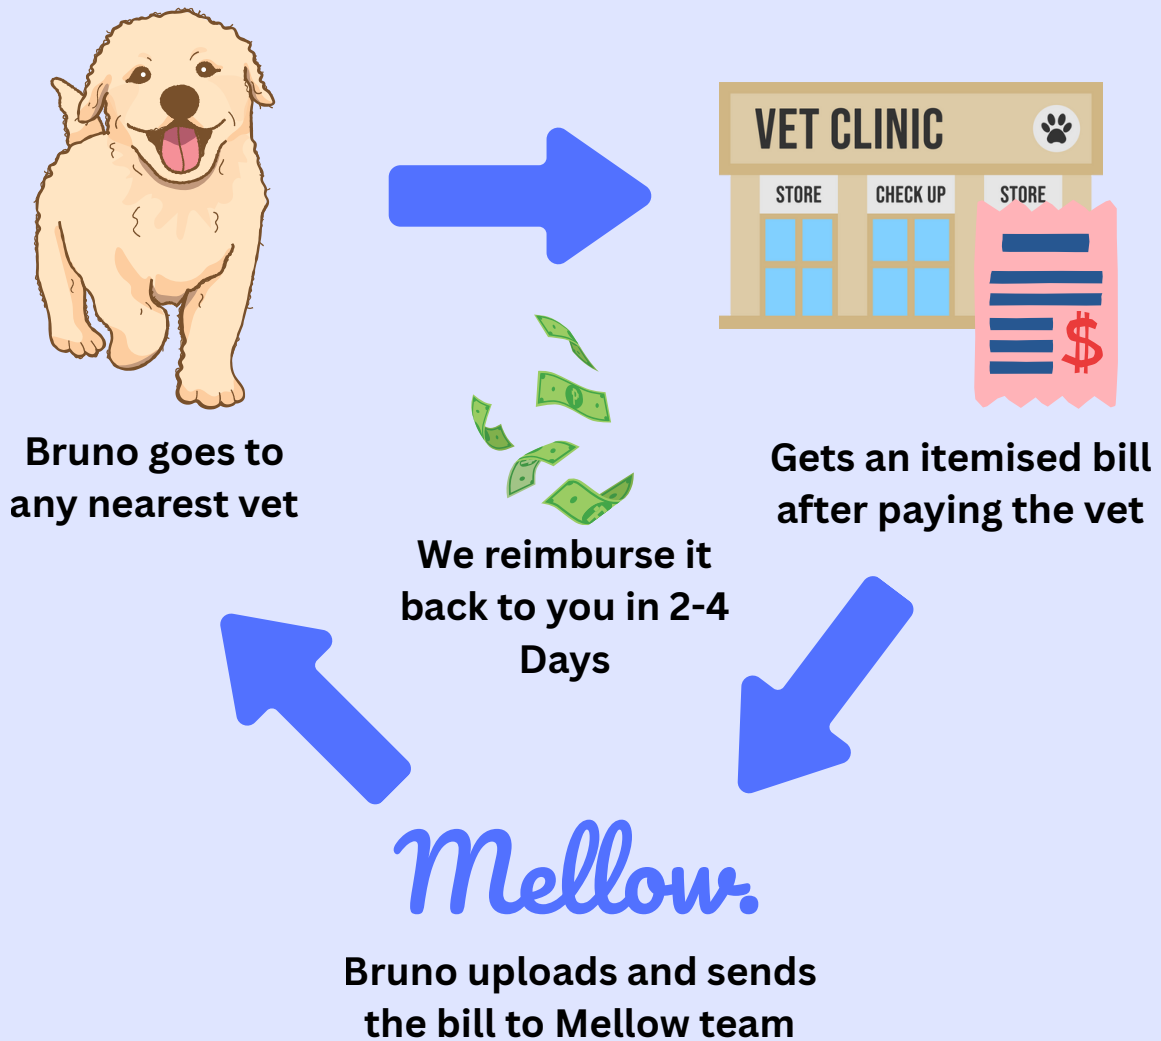 VET CLINIC
STORE
CHECK UP
STORE
$
Bruno goes to
any nearest vet
Gets an itemised bill
after paying the vet
We reimburse it
back to you in 2-4
Days
Mellow.
Bruno uploads and sends
the bill to Mellow team